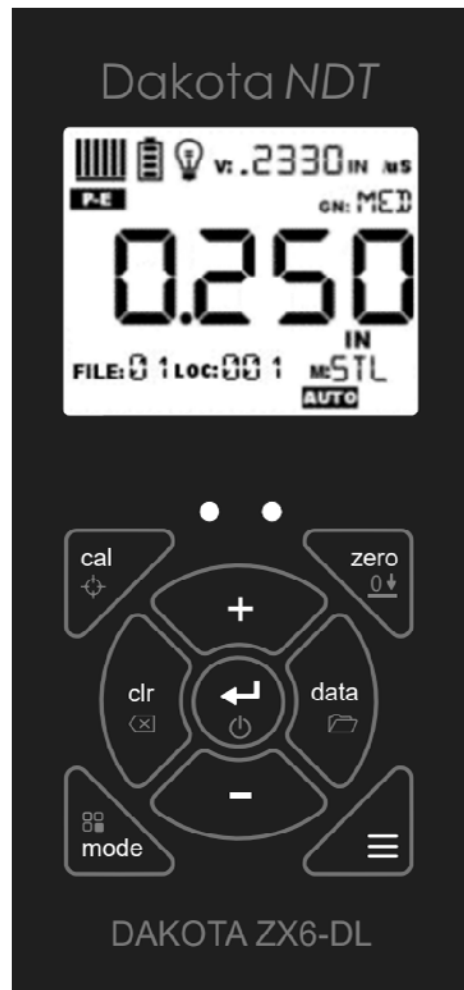 Dakota NDT
V: .2330 IN /uS
P-E
GN: MED
0.250
IN
FILE: 01 LOC: 001 M: STL
AUTO
cal
zero
0
+
clr
data
-
mode
DAKOTA ZX6-DL